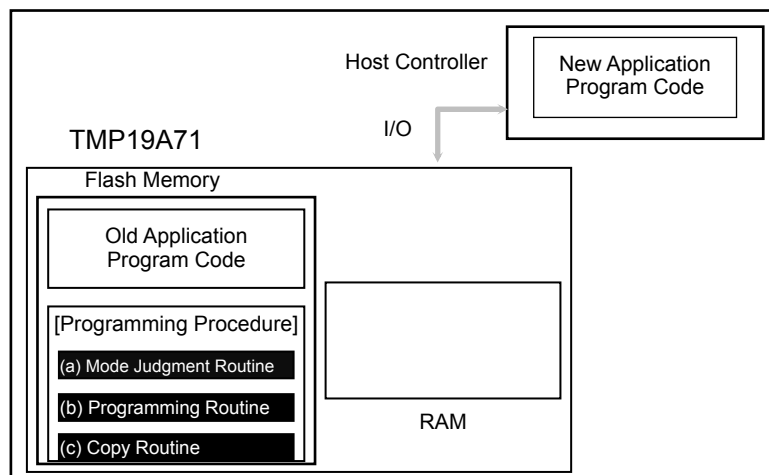 Host Controller
New Application
Program Code
I/O
TMP19A71
Flash Memory
Old Application
Program Code
[Programming Procedure]
(a) Mode Judgment Routine
(b) Programming Routine
(c) Copy Routine
RAM